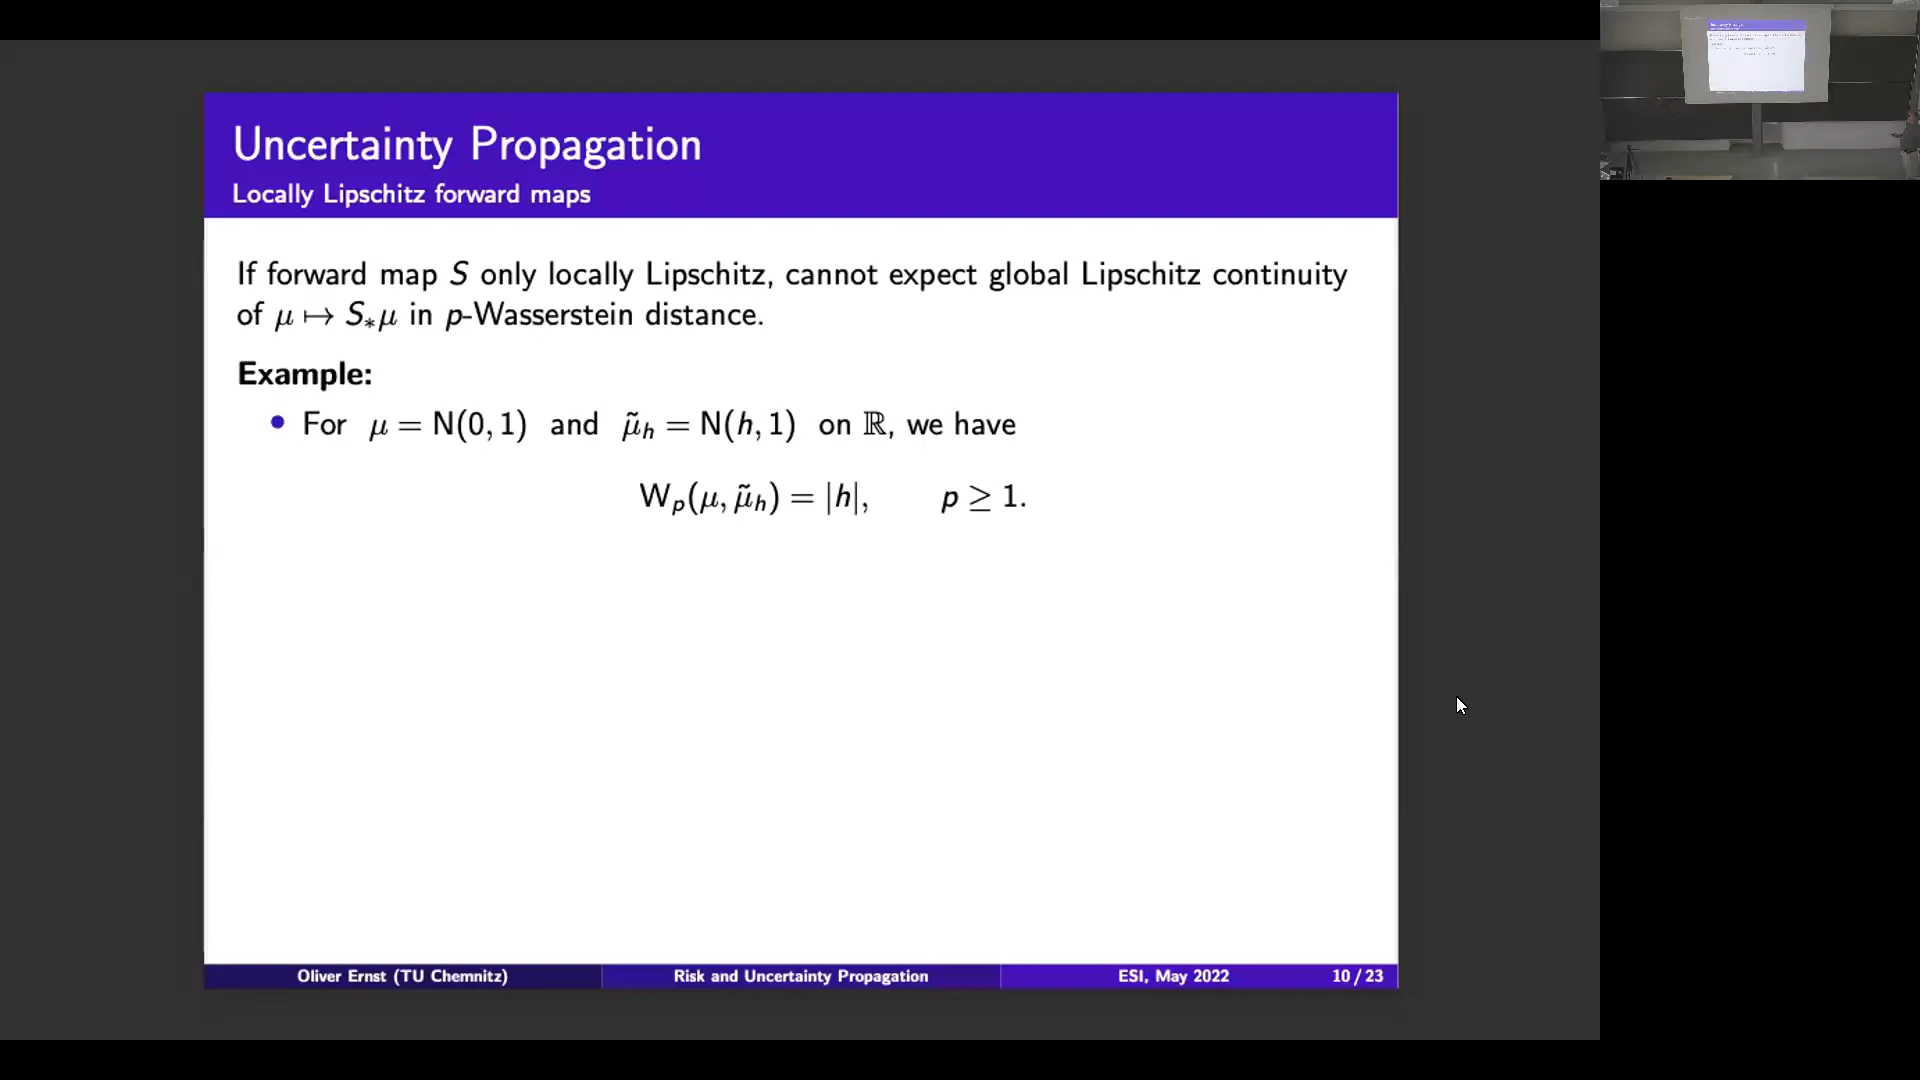 Uncertainty Propagation
Locally Lipschitz forward maps
If forward map S only locally Lipschitz, cannot expect global Lipschitz continuity
of μ ↦ S∗μ in p-Wasserstein distance.
Example:
• For μ = N(0, 1) and μ̃ₕ = N(h, 1) on ℝ, we have
Wₚ(μ, μ̃ₕ) = |h|, p ≥ 1.
Oliver Ernst (TU Chemnitz) Risk and Uncertainty Propagation ESI, May 2022 10 / 23